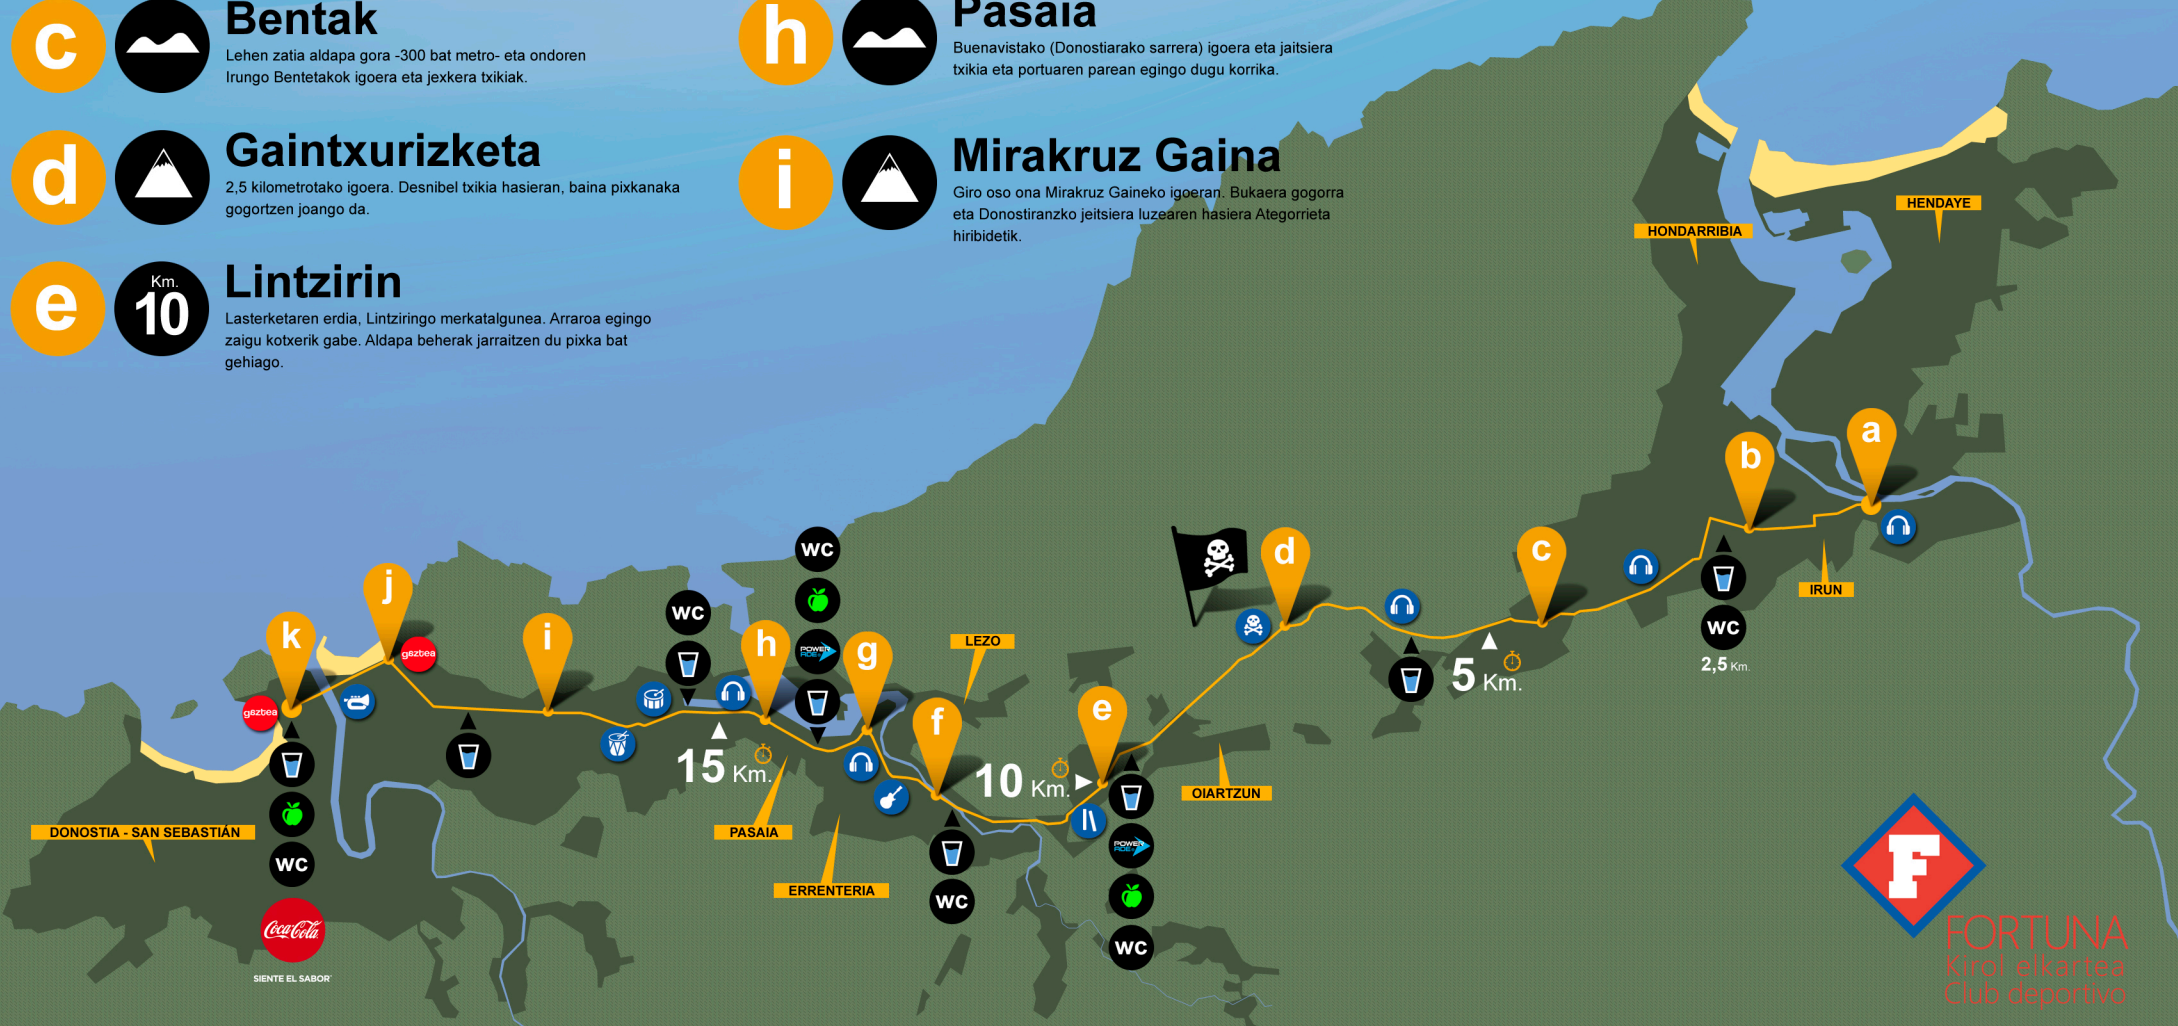 c
Bentak
Lehen zatia aldapa gora -300 bat metro- eta ondoren
Irungo Bentetakok igoera eta jexkera txikiak.
d
Gaintxurizketa
2,5 kilometrotako igoera. Desnibel txikia hasieran, baina pixkanaka
gogortzen joango da.
e
Km.
10
Lintzirin
Lasterketaren erdia, Lintziringo merkatalgunea. Arraroa egingo
zaigu kotxerik gabe. Aldapa beherak jarraitzen du pixka bat
gehiago.
h
Pasaia
Buenavistako (Donostiarako sarrera) igoera eta jaitsiera
txikia eta portuaren parean egingo dugu korrika.
i
Mirakruz Gaina
Giro oso ona Mirakruz Gaineko igoeran. Bukaera gogorra
eta Donostiranzko jeitsiera luzearen hasiera Ategorrieta
hiribidetik.
HENDAYE
HONDARRIBIA
a
b
c
d
IRUN
WC
2,5 Km.
5 Km.
WC
WC
POWERADE
j
k
i
h
g
f
e
LEZO
gaztea
gaztea
15 Km.
10 Km.
OIARTZUN
PASAIA
ERRENTERIA
DONOSTIA - SAN SEBASTIÁN
WC
WC
POWERADE
WC
Coca-Cola
SIENTE EL SABOR
F
FORTUNA
Kirol elkartea
Club deportivo